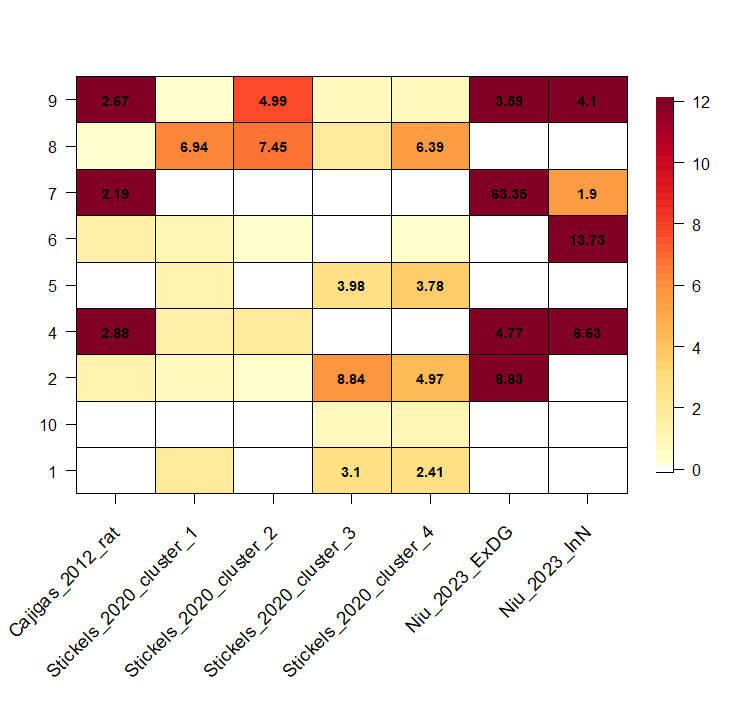 9 2.67 4.99 3.59 4.1
8 6.94 7.45 6.39
7 2.19 63.35 1.9
6 13.73
5 3.98 3.78
4 2.88 4.77 6.63
2 8.84 4.97 8.83
10
1 3.1 2.41
Cajigas_2012_rat
Stickels_2020_cluster_1
Stickels_2020_cluster_2
Stickels_2020_cluster_3
Stickels_2020_cluster_4
Niu_2023_ExDG
Niu_2023_InN
12
10
8
6
4
2
0